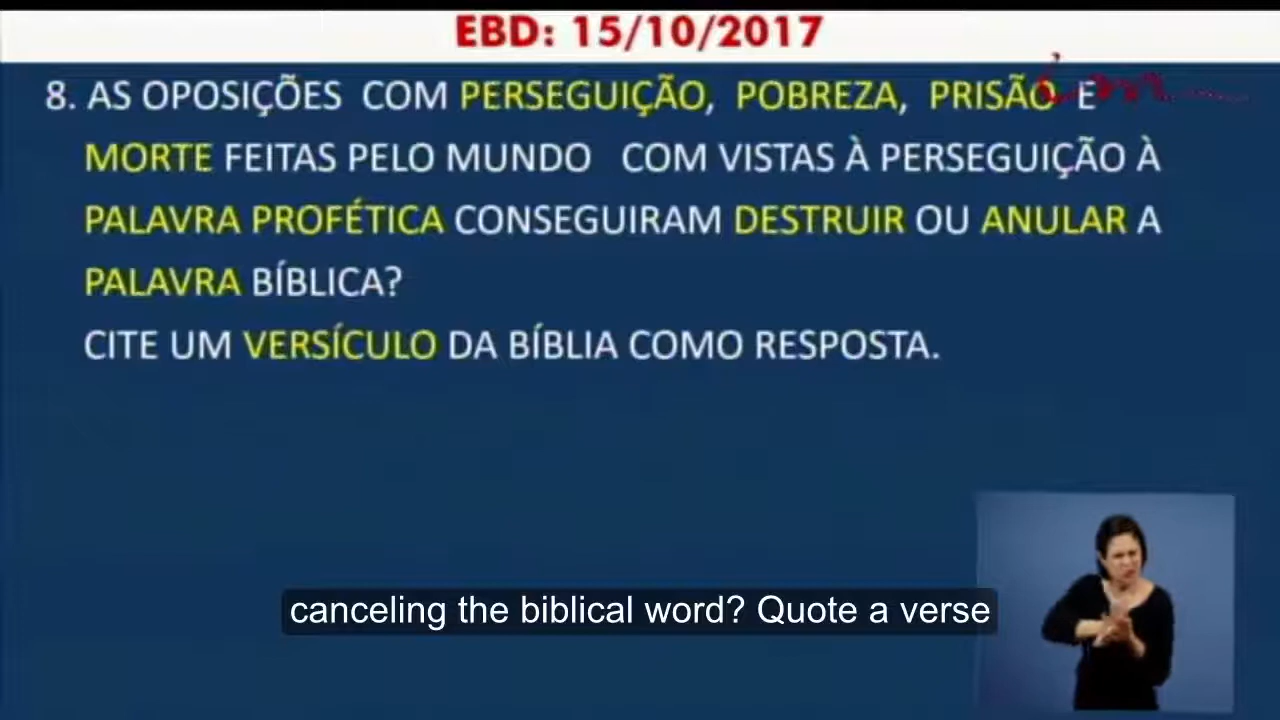 EBD: 15/10/2017
8. AS OPOSIÇÕES COM PERSEGUIÇÃO, POBREZA, PRISÃO E
MORTE FEITAS PELO MUNDO COM VISTAS À PERSEGUIÇÃO À
PALAVRA PROFÉTICA CONSEGUIRAM DESTRUIR OU ANULAR A
PALAVRA BÍBLICA?
CITE UM VERSÍCULO DA BÍBLIA COMO RESPOSTA.
canceling the biblical word? Quote a verse